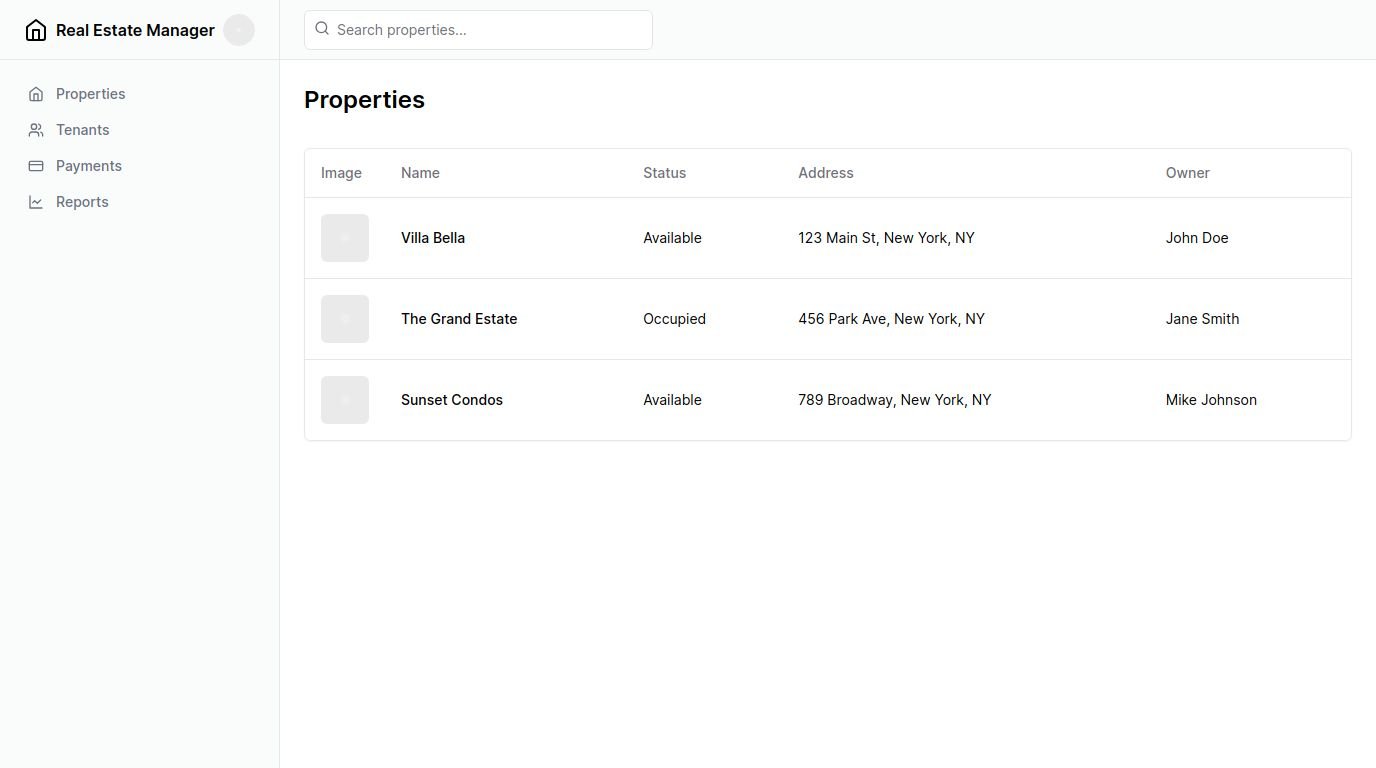 Real Estate Manager
Search properties...
Properties
Tenants
Payments
Reports
Properties
Image Name Status Address Owner
Villa Bella Available 123 Main St, New York, NY John Doe
The Grand Estate Occupied 456 Park Ave, New York, NY Jane Smith
Sunset Condos Available 789 Broadway, New York, NY Mike Johnson